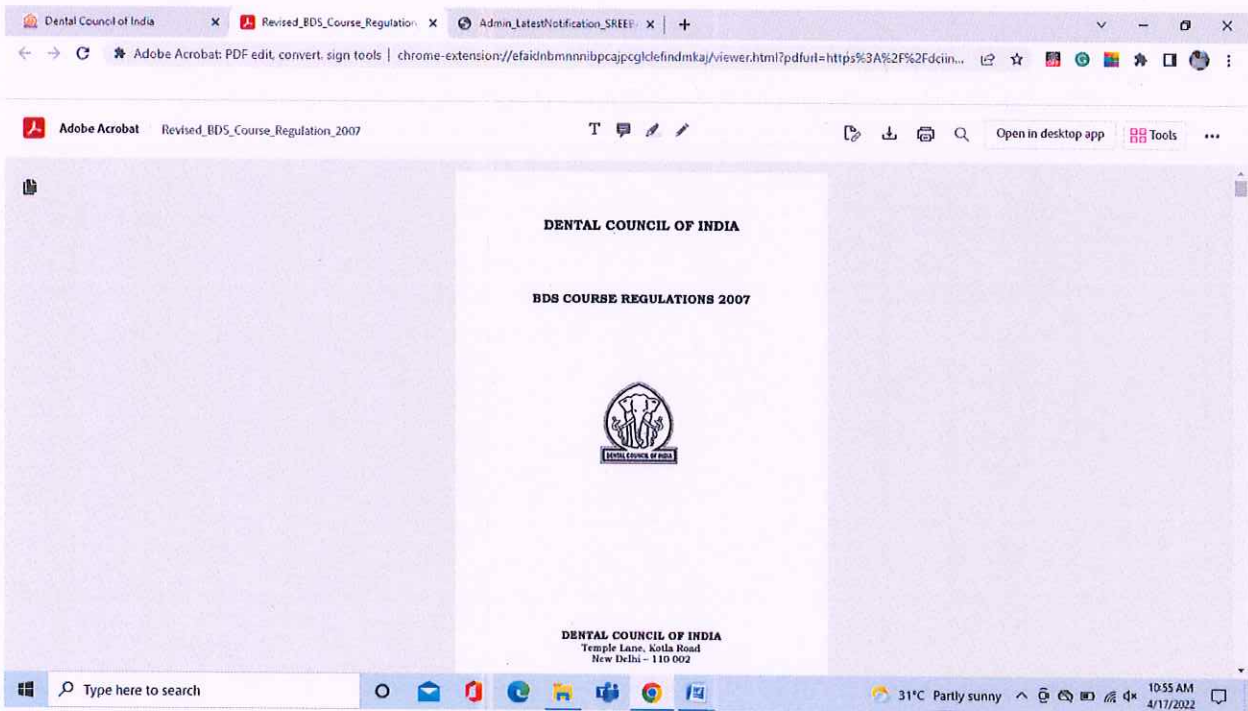 Dental Council of India
Revised_BDS_Course_Regulation
Admin_LatestNotification_SREEB
Adobe Acrobat: PDF edit, convert, sign tools | chrome-extension://efaidnbmnnnibpcajpcglclefindmkaj/viewer.html?pdfurl=https%3A%2F%2Fdciin...
Adobe Acrobat Revised_BDS_Course_Regulation_2007
Open in desktop app
Tools
DENTAL COUNCIL OF INDIA
BDS COURSE REGULATIONS 2007
DENTAL COUNCIL OF INDIA
DENTAL COUNCIL OF INDIA
Temple Lane, Kotla Road
New Delhi – 110 002
Type here to search
31°C Partly sunny
10:55 AM
4/17/2022